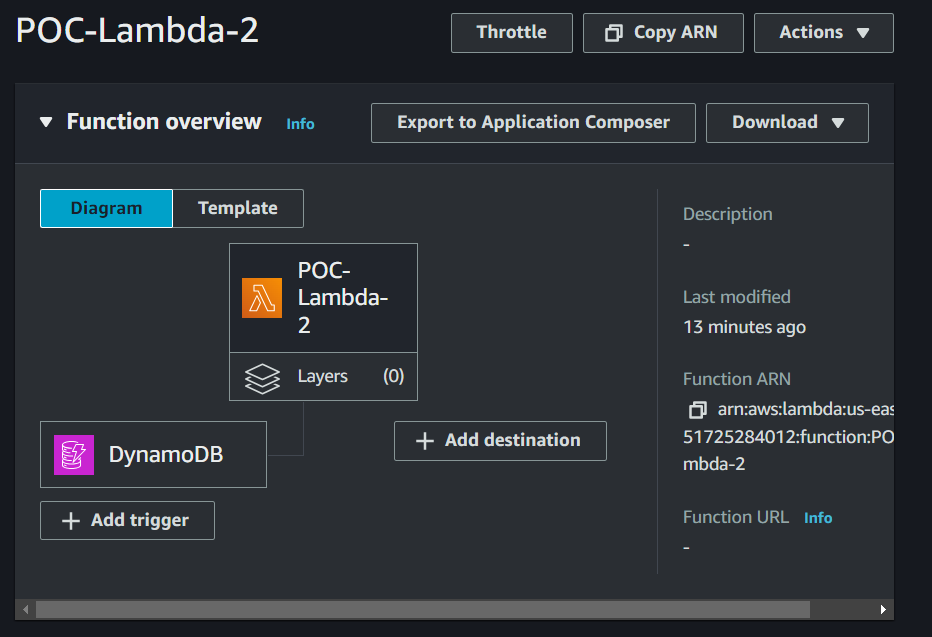 POC-Lambda-2
Throttle
Copy ARN
Actions
Function overview
Info
Export to Application Composer
Download
Diagram
Template
POC-
Lambda-
2
Layers (0)
DynamoDB
+ Add destination
+ Add trigger
Description
-
Last modified
13 minutes ago
Function ARN
arn:aws:lambda:us-eas
51725284012:function:PO
mbda-2
Function URL Info
-